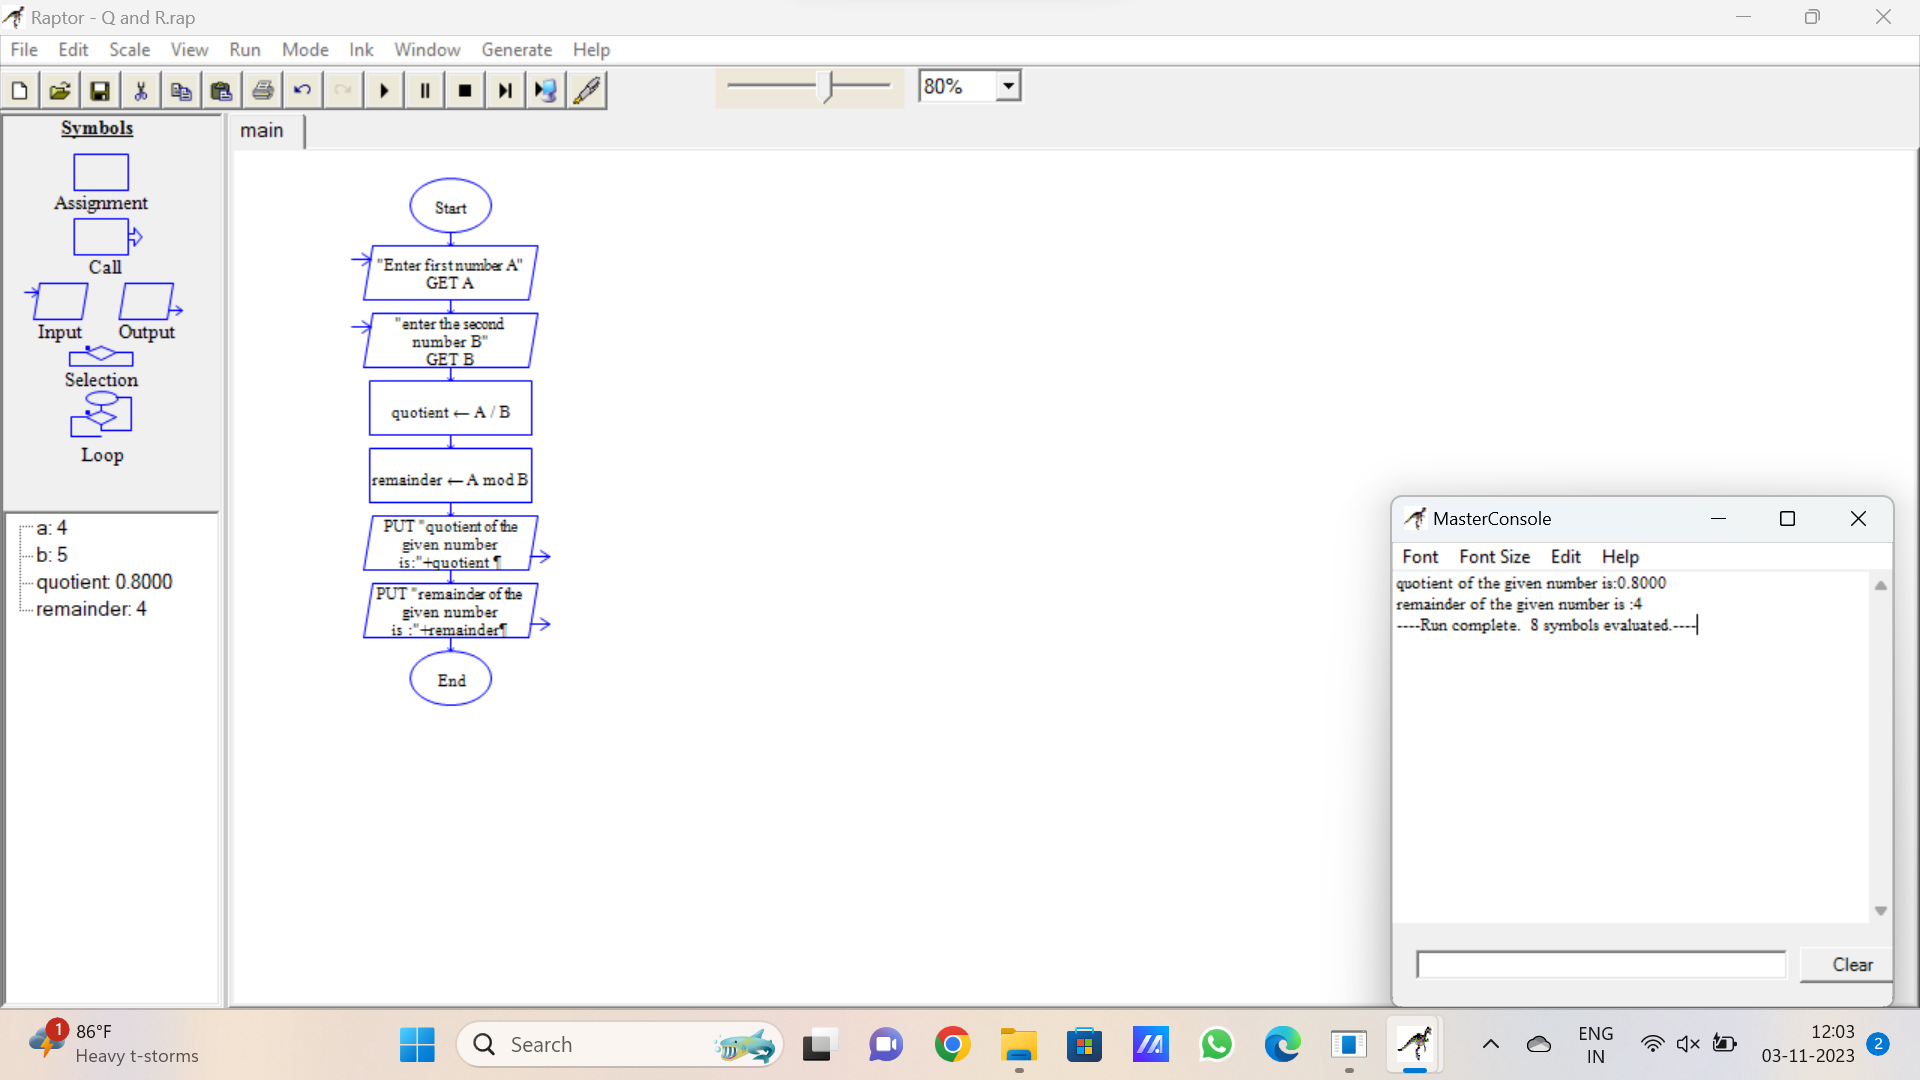 Raptor - Q and R.rap
File Edit Scale View Run Mode Ink Window Generate Help
80%
Symbols
Assignment
Call
Input Output
Selection
Loop
a: 4
b: 5
quotient: 0.8000
remainder: 4
main
Start
"Enter first number A"
GET A
"enter the second
number B"
GET B
quotient ← A / B
remainder ← A mod B
PUT "quotient of the
given number
is:"+quotient ¶
PUT "remainder of the
given number
is :"+remainder¶
End
MasterConsole
Font Font Size Edit Help
quotient of the given number is:0.8000
remainder of the given number is :4
----Run complete.  8 symbols evaluated.----
Clear
1
86°F
Heavy t-storms
Search
ENG
IN
12:03
03-11-2023
2